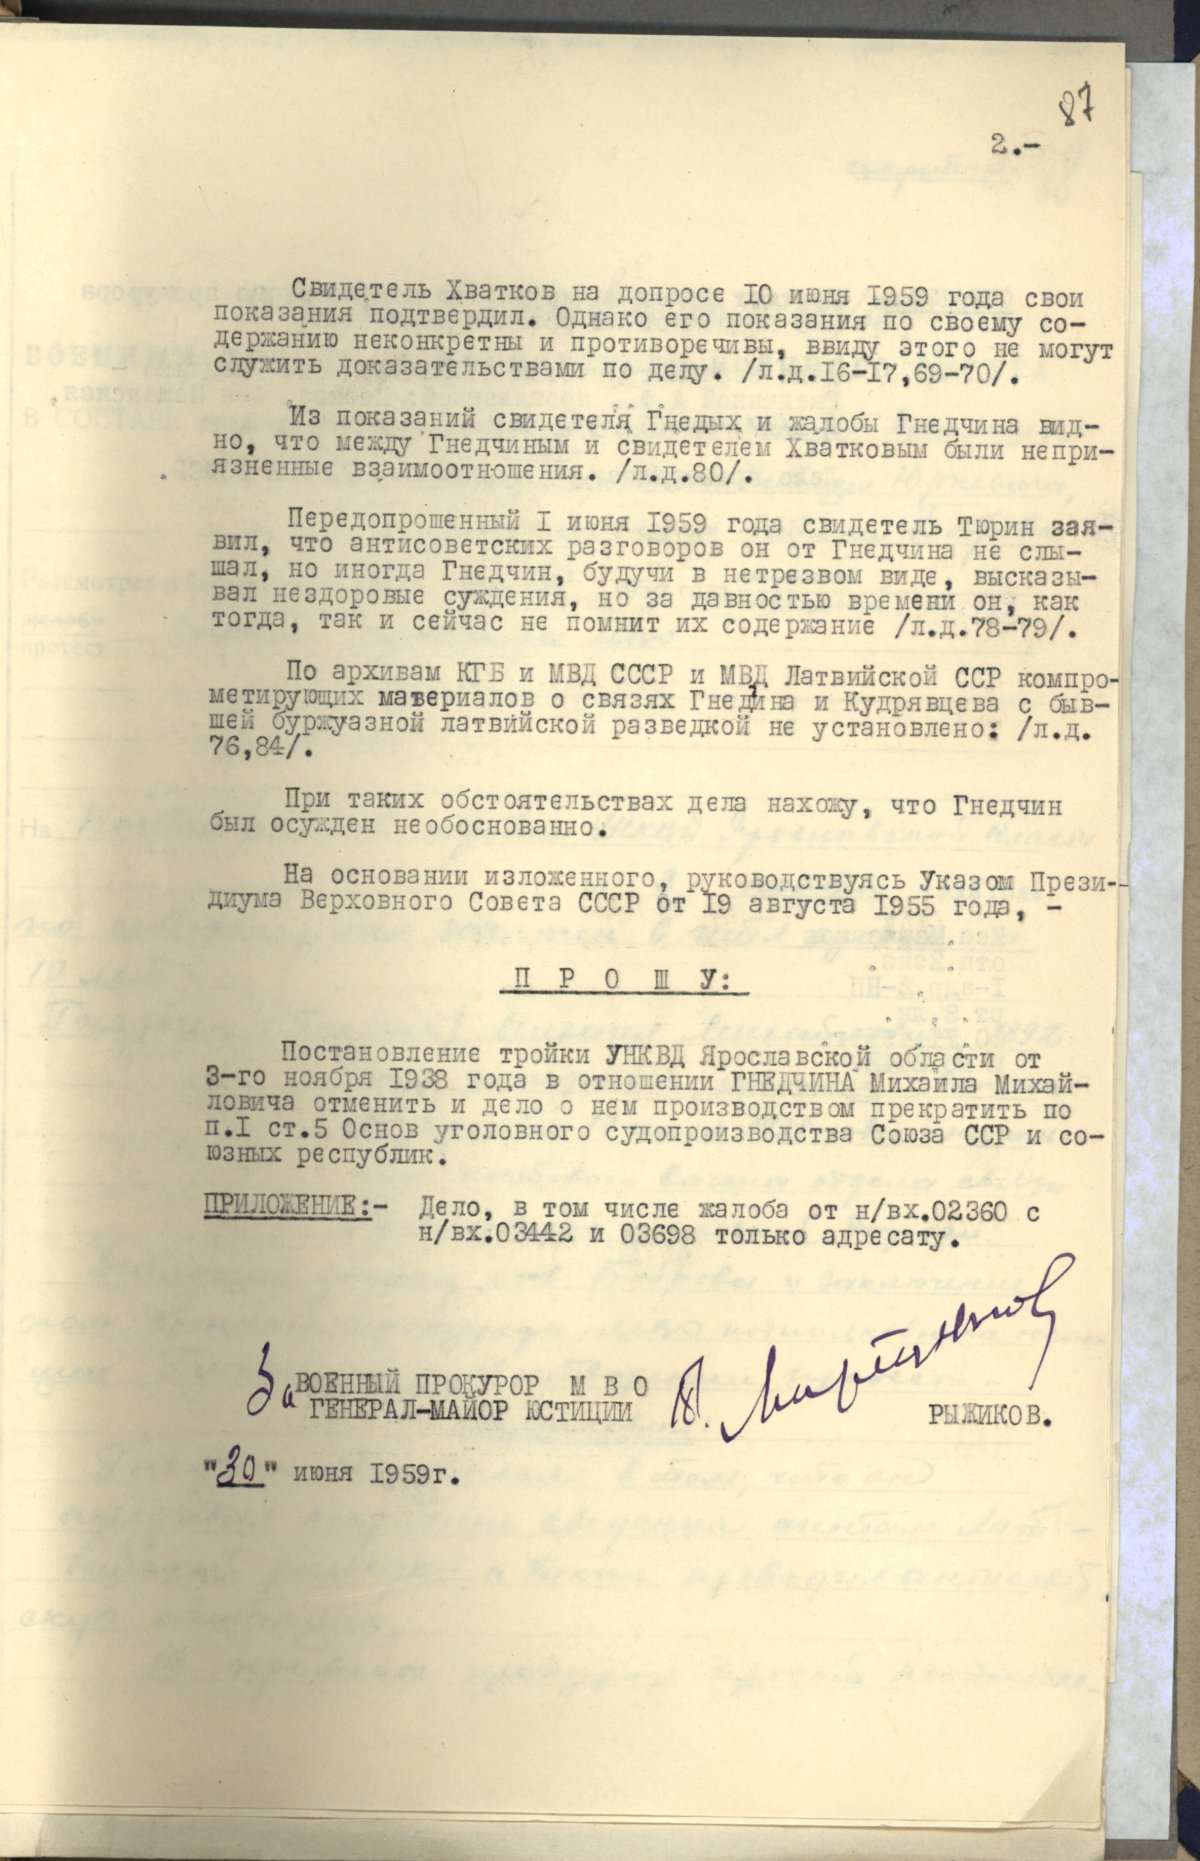 87
2.-
Свидетель Хватков на допросе 10 июня 1959 года свои
показания подтвердил. Однако его показания по своему со-
держанию неконкретны и противоречивы, ввиду этого не могут
служить доказательствами по делу. /л.д.16-17,69-70/.
Из показаний свидетеля Гнедых и жалобы Гнедчина вид-
но, что между Гнедчиным и свидетелем Хватковым были непри-
язненные взаимоотношения. /л.д.80/.
Передопрошенный I июня 1959 года свидетель Тюрин зая-
вил, что антисоветских разговоров он от Гнедчина не слы-
шал, но иногда Гнедчин, будучи в нетрезвом виде, высказы-
вал нездоровые суждения, но за давностью времени он, как
тогда, так и сейчас не помнит их содержание /л.д.78-79/.
По архивам КГБ и МВД СССР и МВД Латвийской ССР компро-
метирующих материалов о связях Гнедчина и Кудрявцева с быв-
шей буржуазной латвийской разведкой не установлено: /л.д.
76,84/.
При таких обстоятельствах дела нахожу, что Гнедчин
был осужден необоснованно.
На основании изложенного, руководствуясь Указом Прези-
диума Верховного Совета СССР от 19 августа 1955 года, -
П Р О Ш У:
Постановление тройки УНКВД Ярославской области от
3-го ноября 1938 года в отношении ГНЕДЧИНА Михаила Михай-
ловича отменить и дело о нем производством прекратить по
п.I ст.5 Основ уголовного судопроизводства Союза ССР и со-
юзных республик.
ПРИЛОЖЕНИЕ:- Дело, в том числе жалоба от н/вх.02360 с
н/вх.03442 и 03698 только адресату.
За ВОЕННЫЙ ПРОКУРОР М В О
ГЕНЕРАЛ-МАЙОР ЮСТИЦИИ РЫЖИКОВ.
"30" июня 1959г.